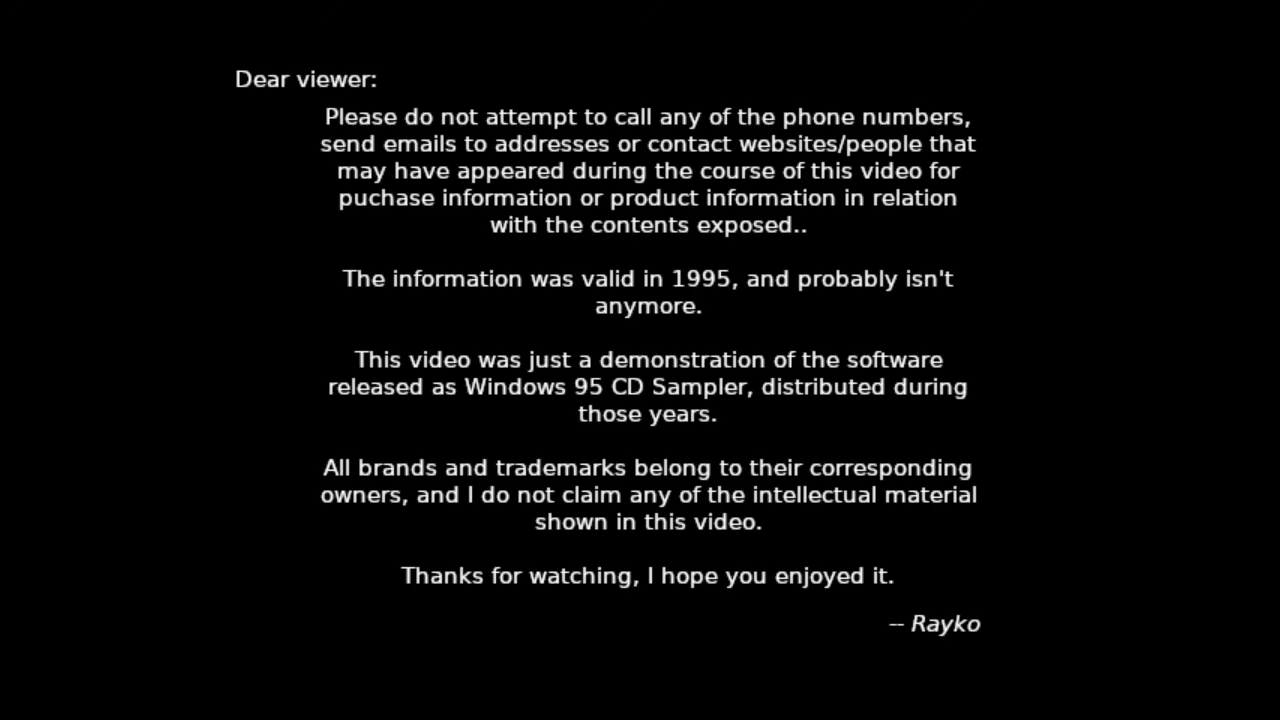 Dear viewer:
Please do not attempt to call any of the phone numbers,
send emails to addresses or contact websites/people that
may have appeared during the course of this video for
puchase information or product information in relation
with the contents exposed..
The information was valid in 1995, and probably isn't
anymore.
This video was just a demonstration of the software
released as Windows 95 CD Sampler, distributed during
those years.
All brands and trademarks belong to their corresponding
owners, and I do not claim any of the intellectual material
shown in this video.
Thanks for watching, I hope you enjoyed it.
-- Rayko